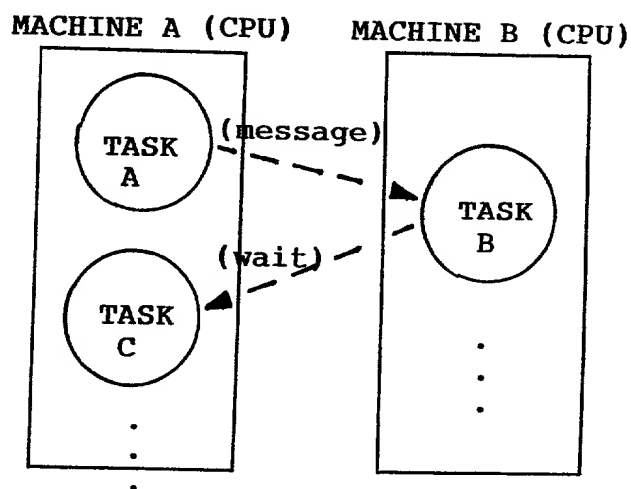 MACHINE A (CPU) MACHINE B (CPU)
(message)
TASK
A
TASK
B
(wait)
TASK
C